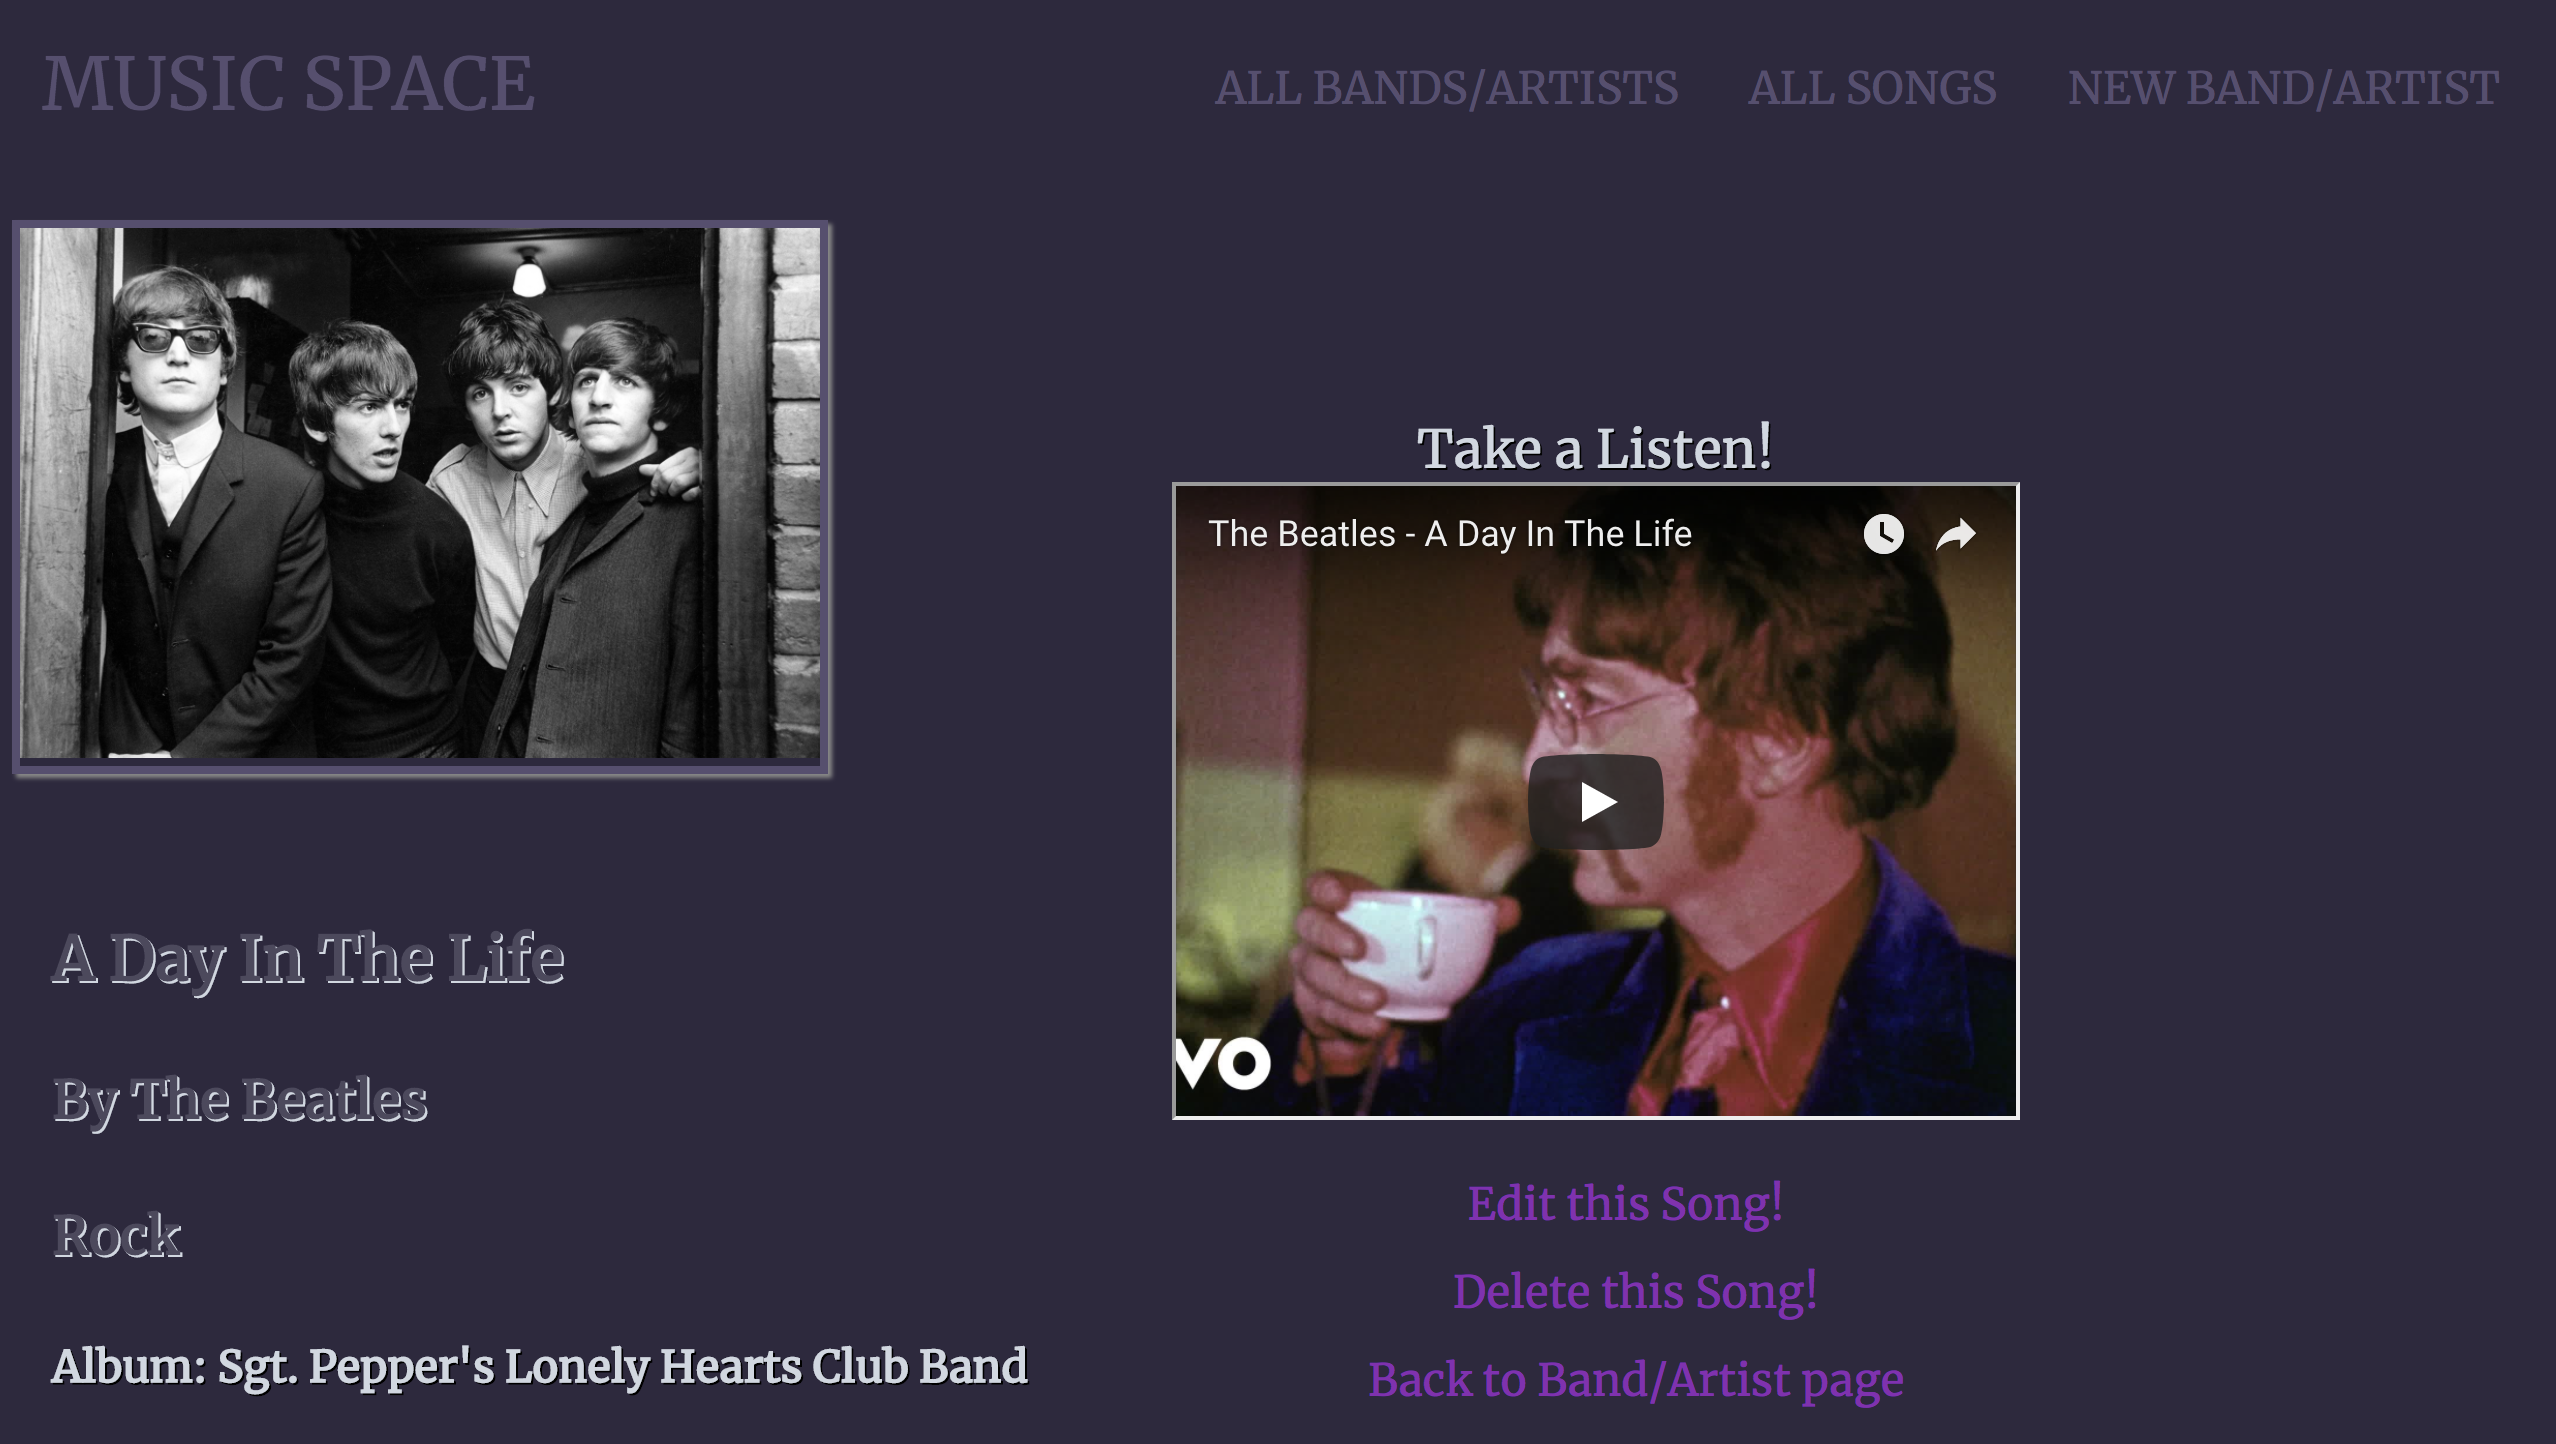 MUSIC SPACE
ALL BANDS/ARTISTS ALL SONGS NEW BAND/ARTIST
Take a Listen!
The Beatles - A Day In The Life
vo
A Day In The Life
By The Beatles
Rock
Album: Sgt. Pepper's Lonely Hearts Club Band
Edit this Song!
Delete this Song!
Back to Band/Artist page